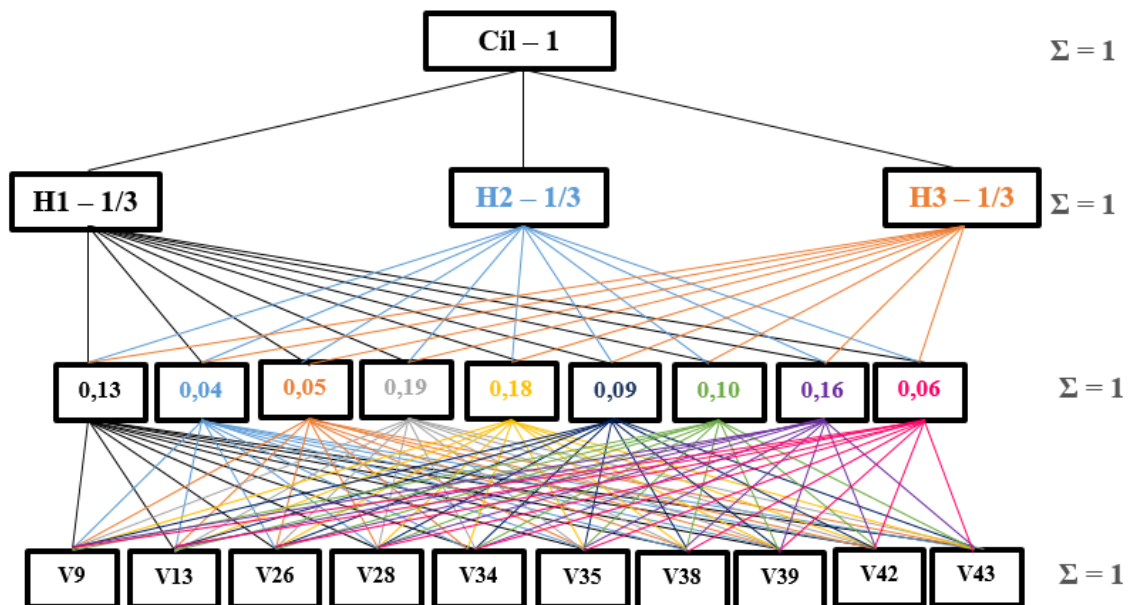 Cíl – 1 Σ = 1
H1 – 1/3 H2 – 1/3 H3 – 1/3 Σ = 1
0,13 0,04 0,05 0,19 0,18 0,09 0,10 0,16 0,06 Σ = 1
V9 V13 V26 V28 V34 V35 V38 V39 V42 V43 Σ = 1